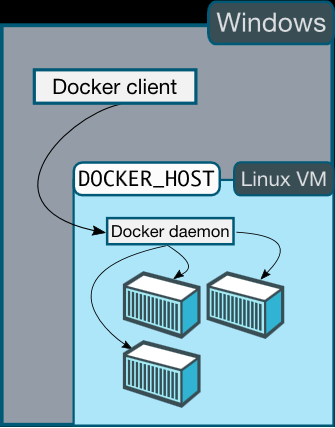 Windows
Docker client
DOCKER_HOST
Linux VM
Docker daemon